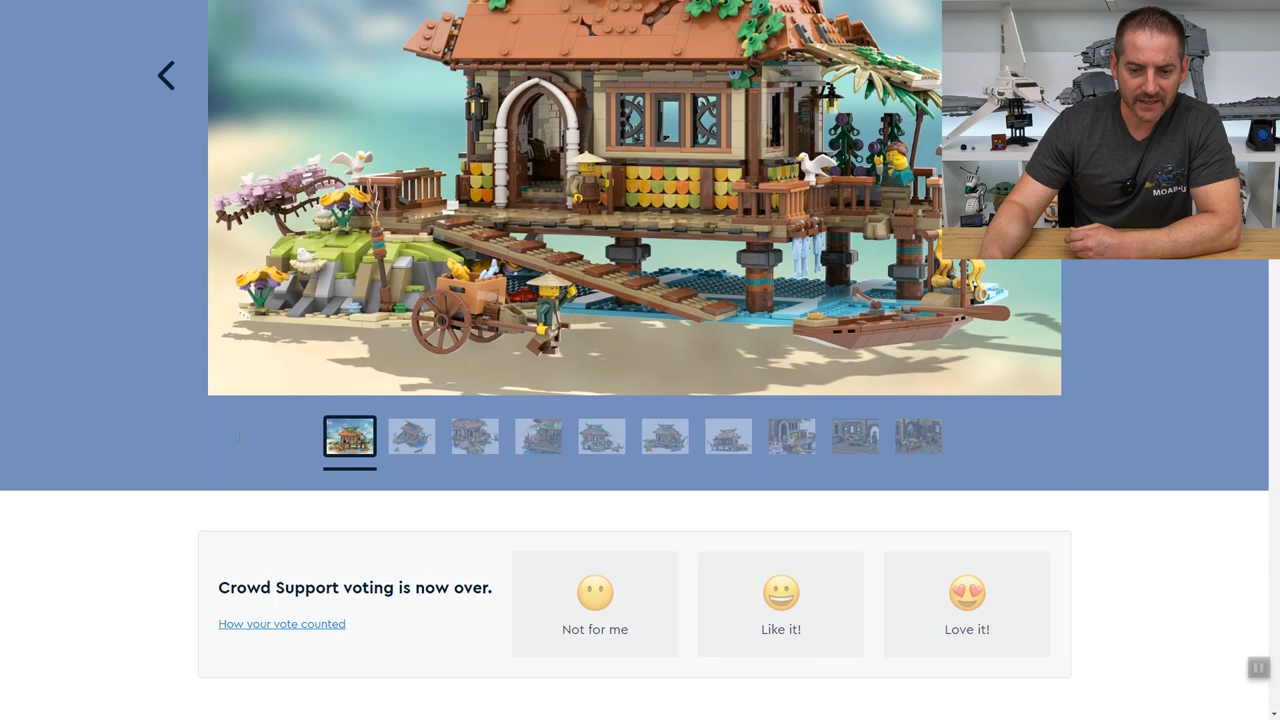 Crowd Support voting is now over.
How your vote counted
Not for me
Like it!
Love it!